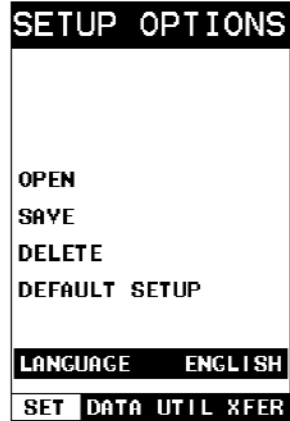 SETUP OPTIONS
OPEN
SAVE
DELETE
DEFAULT SETUP
LANGUAGE ENGLISH
SET DATA UTIL XFER